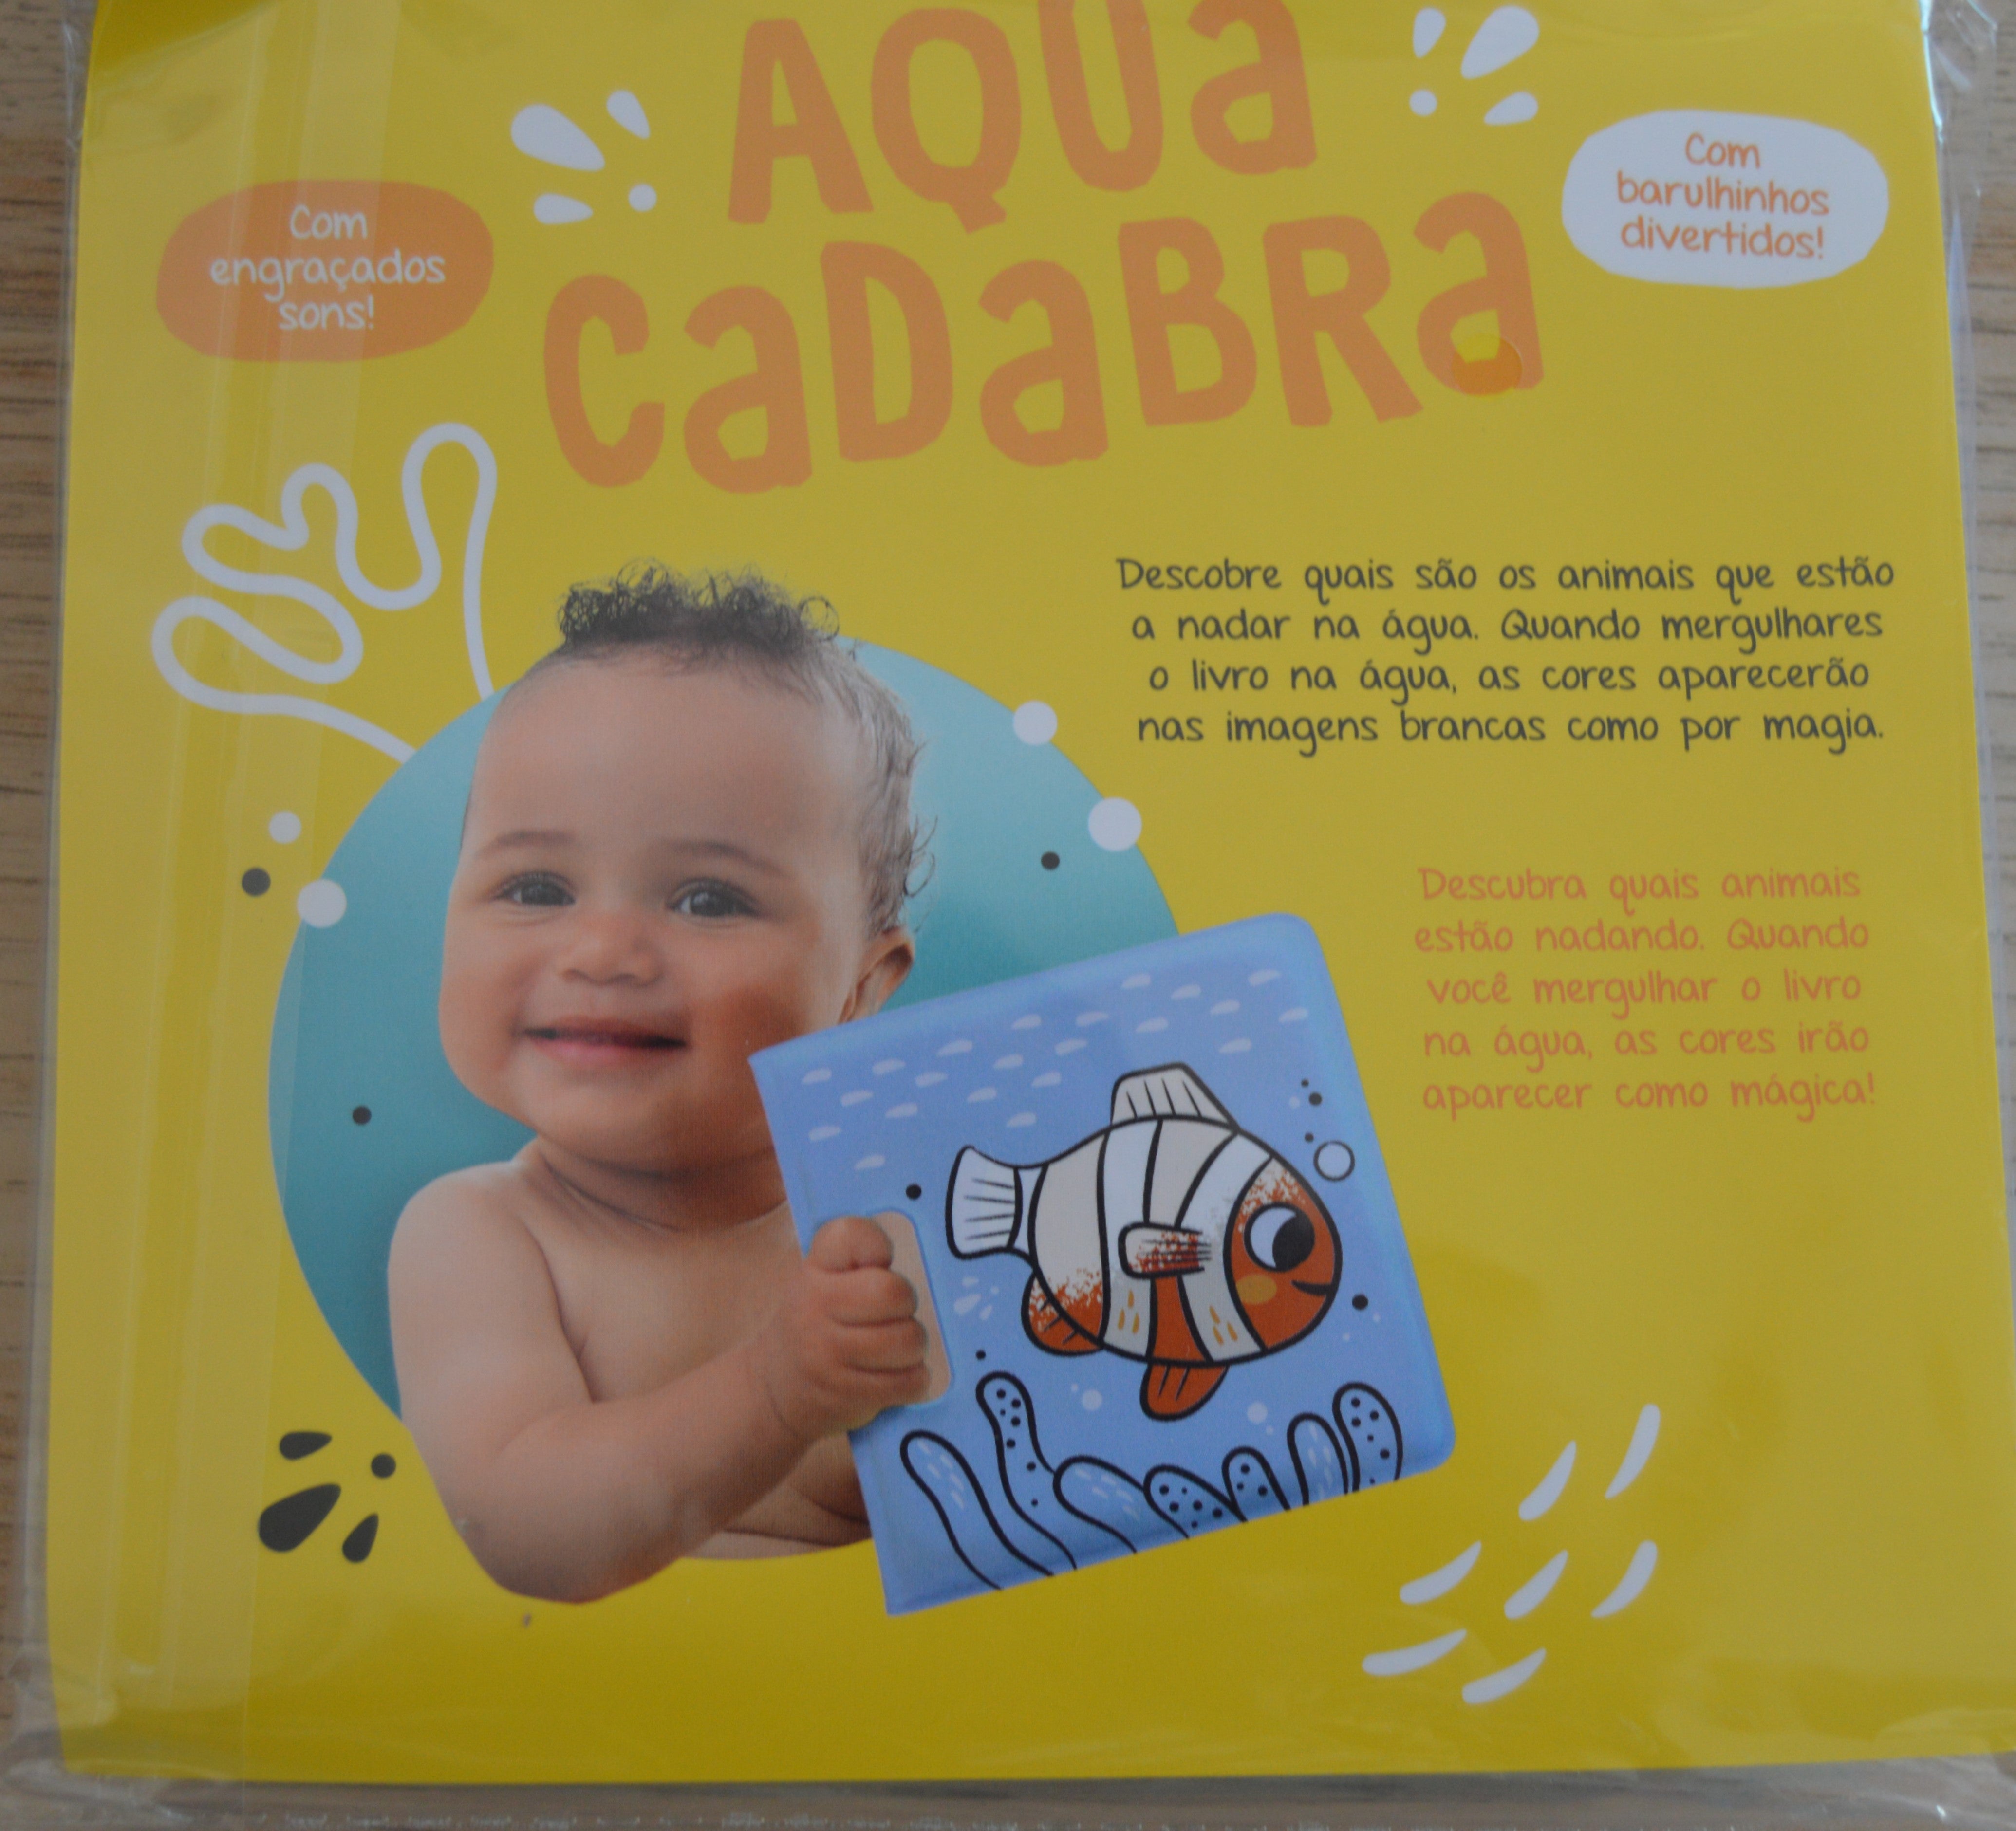 AQUa
CaDaBRa
Com
engraçados
sons!
Com
barulhinhos
divertidos!
Descobre quais são os animais que estão
a nadar na água. Quando mergulhares
o livro na água, as cores aparecerão
nas imagens brancas como por magia.
Descubra quais animais
estão nadando. Quando
você mergulhar o livro
na água, as cores irão
aparecer como mágica!